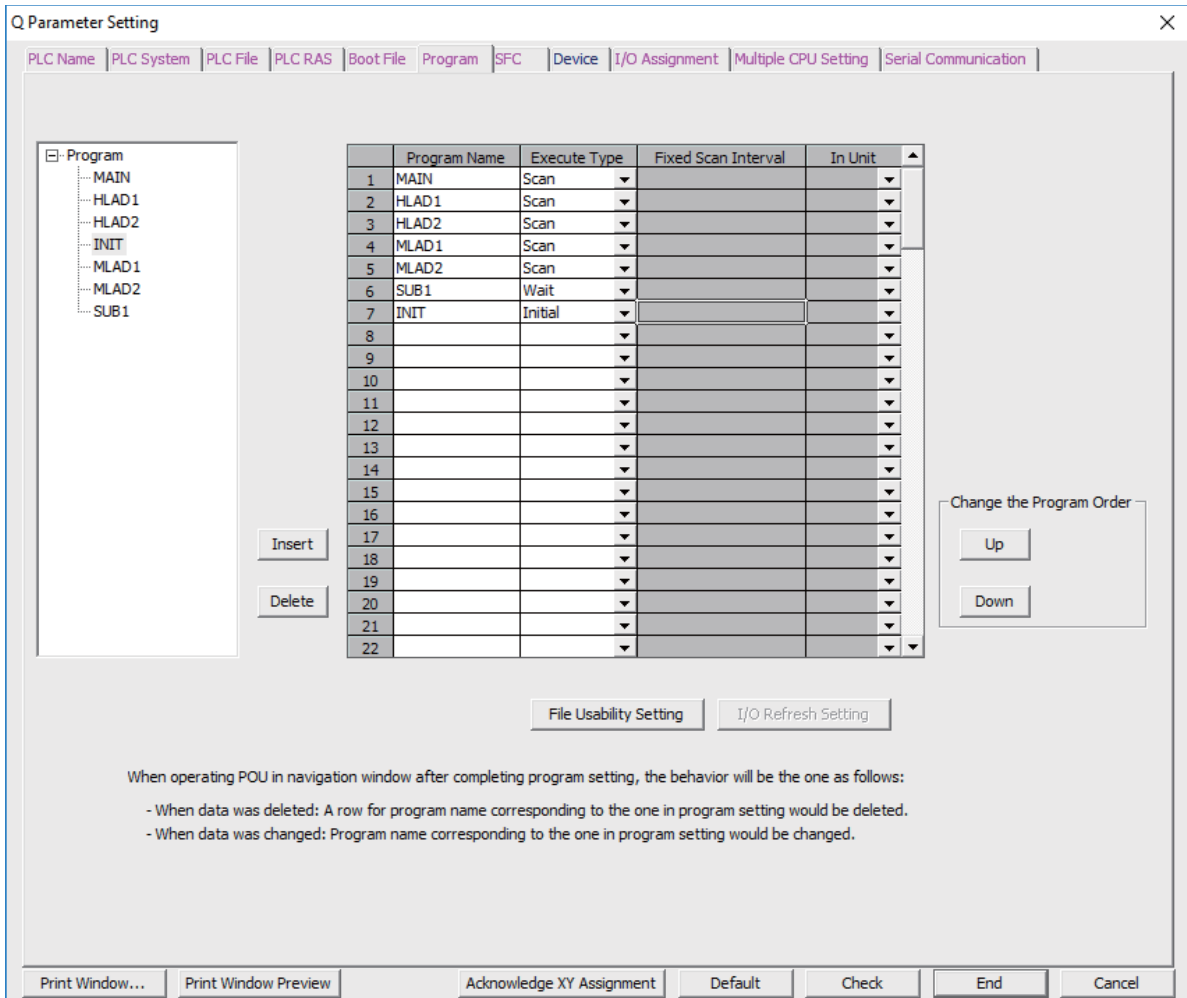 Q Parameter Setting
PLC Name PLC System PLC File PLC RAS Boot File Program SFC Device I/O Assignment Multiple CPU Setting Serial Communication
Program
MAIN
HLAD1
HLAD2
INIT
MLAD1
MLAD2
SUB1
Insert
Delete
Program Name Execute Type Fixed Scan Interval In Unit
1 MAIN Scan
2 HLAD1 Scan
3 HLAD2 Scan
4 MLAD1 Scan
5 MLAD2 Scan
6 SUB1 Wait
7 INIT Initial
8
9
10
11
12
13
14
15
16
17
18
19
20
21
22
Change the Program Order
Up
Down
File Usability Setting I/O Refresh Setting
When operating POU in navigation window after completing program setting, the behavior will be the one as follows:
- When data was deleted: A row for program name corresponding to the one in program setting would be deleted.
- When data was changed: Program name corresponding to the one in program setting would be changed.
Print Window... Print Window Preview Acknowledge XY Assignment Default Check End Cancel